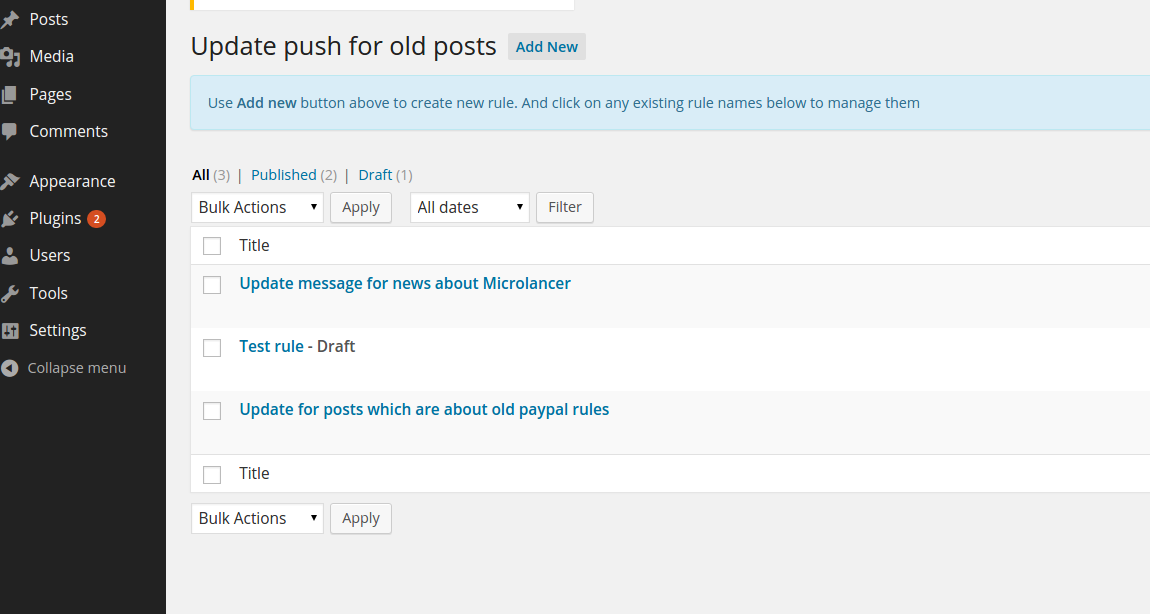 Posts
Media
Pages
Comments
Appearance
Plugins 2
Users
Tools
Settings
Collapse menu
Update push for old posts Add New
Use Add new button above to create new rule. And click on any existing rule names below to manage them
All (3) | Published (2) | Draft (1)
Bulk Actions Apply All dates Filter
Title
Update message for news about Microlancer
Test rule - Draft
Update for posts which are about old paypal rules
Title
Bulk Actions Apply